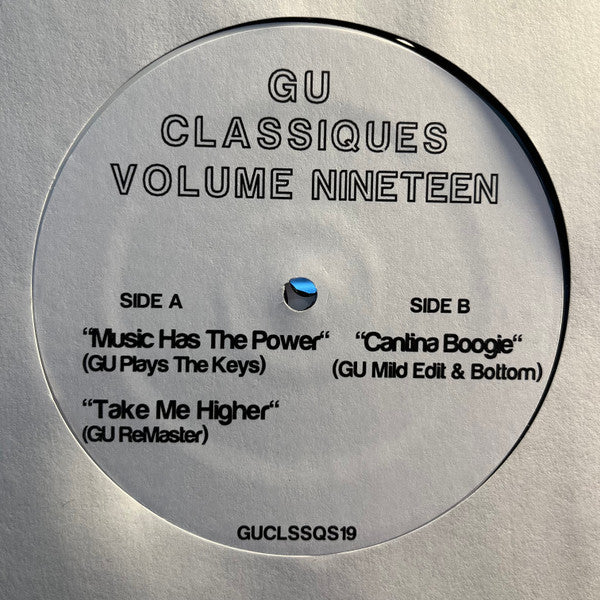 GU
CLASSIQUES
VOLUME NINETEEN
SIDE A
"Music Has The Power"
(GU Plays The Keys)
"Take Me Higher"
(GU ReMaster)
SIDE B
"Cantina Boogie"
(GU Mild Edit & Bottom)
GUCLSSQS19